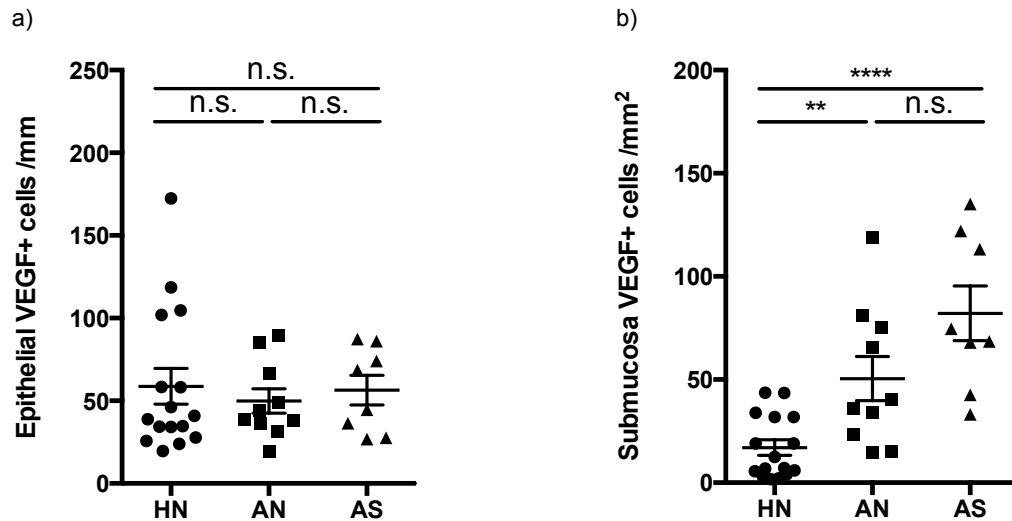 a)
Epithelial VEGF+ cells /mm
250
200
150
100
50
0
n.s.
n.s. n.s.
HN AN AS
b)
Submucosa VEGF+ cells/mm²
200
150
100
50
0
****
** n.s.
HN AN AS